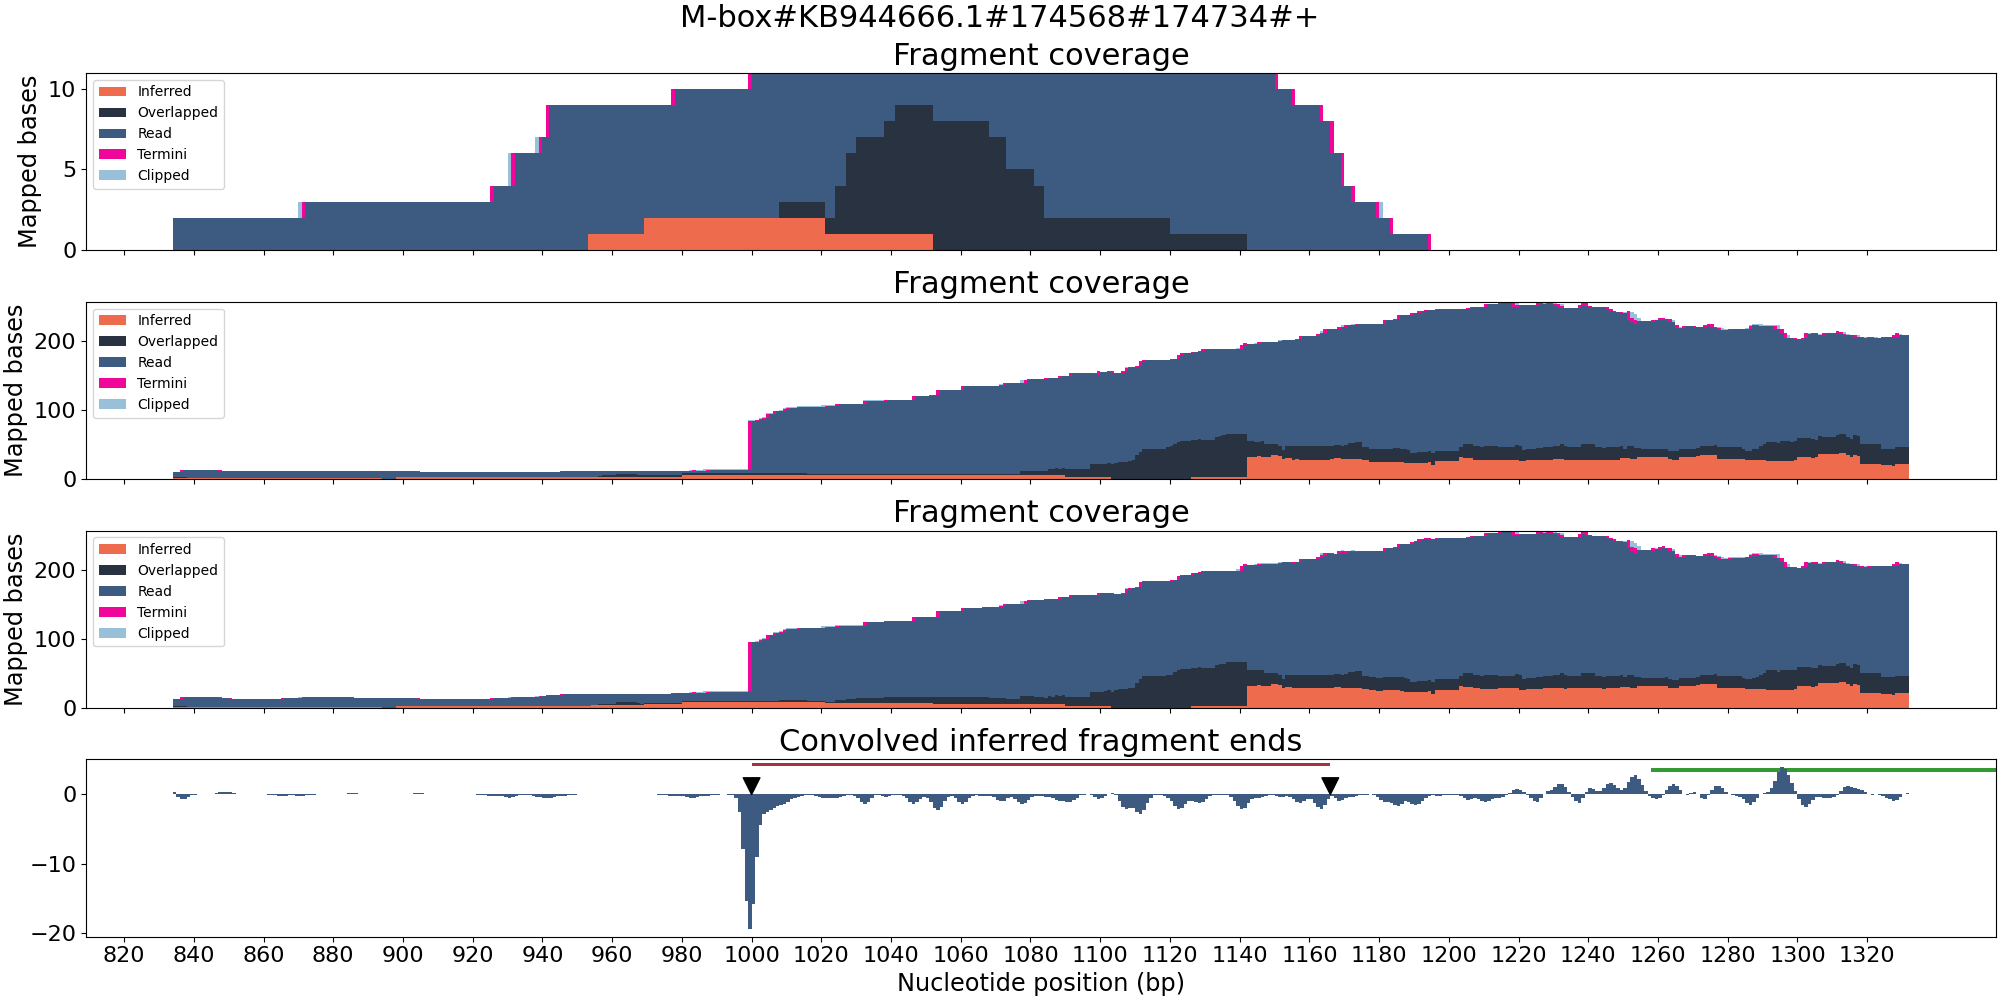 M-box#KB944666.1#174568#174734#+
Fragment coverage
Mapped bases
10
5
0
Inferred
Overlapped
Read
Termini
Clipped
Fragment coverage
Mapped bases
200
100
0
Inferred
Overlapped
Read
Termini
Clipped
Fragment coverage
Mapped bases
200
100
0
Inferred
Overlapped
Read
Termini
Clipped
Convolved inferred fragment ends
0
−10
−20
820 840 860 880 900 920 940 960 980 1000 1020 1040 1060 1080 1100 1120 1140 1160 1180 1200 1220 1240 1260 1280 1300 1320
Nucleotide position (bp)